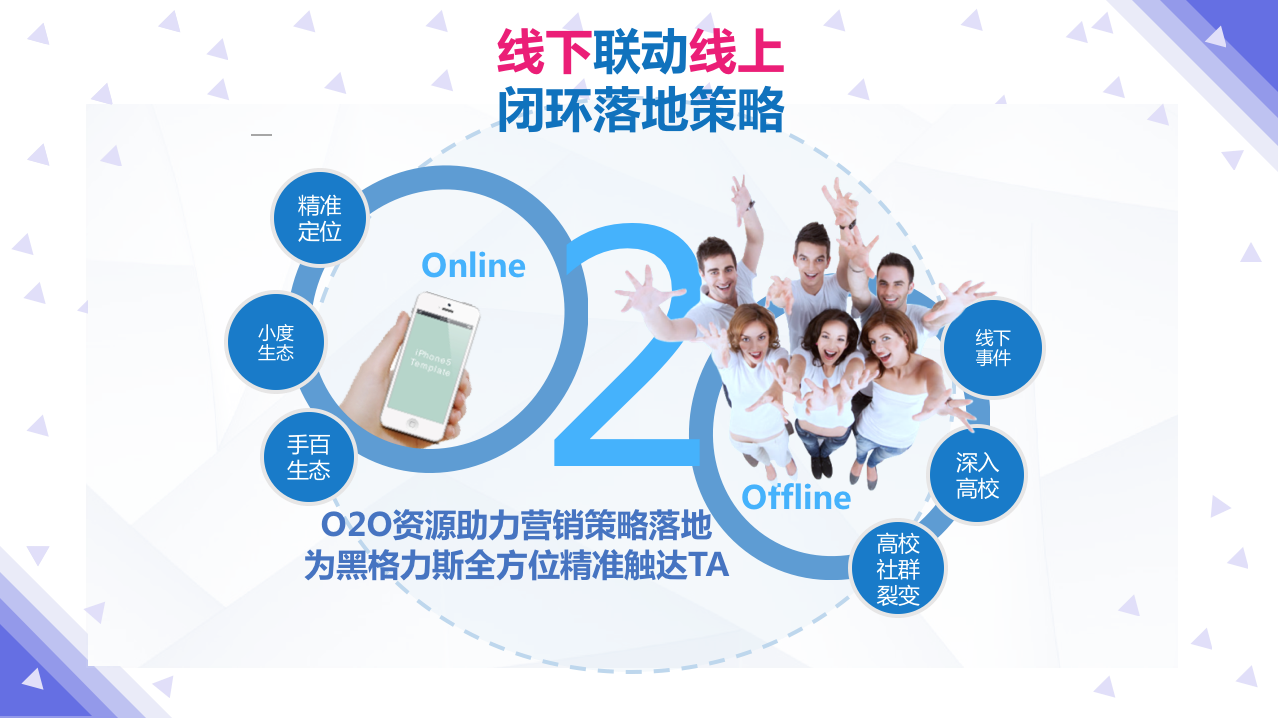 线下联动线上
闭环落地策略
精准
定位
小度
生态
手百
生态
Online
iPhone5
Template
2
Offline
线下
事件
深入
高校
高校
社群
裂变
O2O资源助力营销策略落地
为黑格力斯全方位精准触达TA